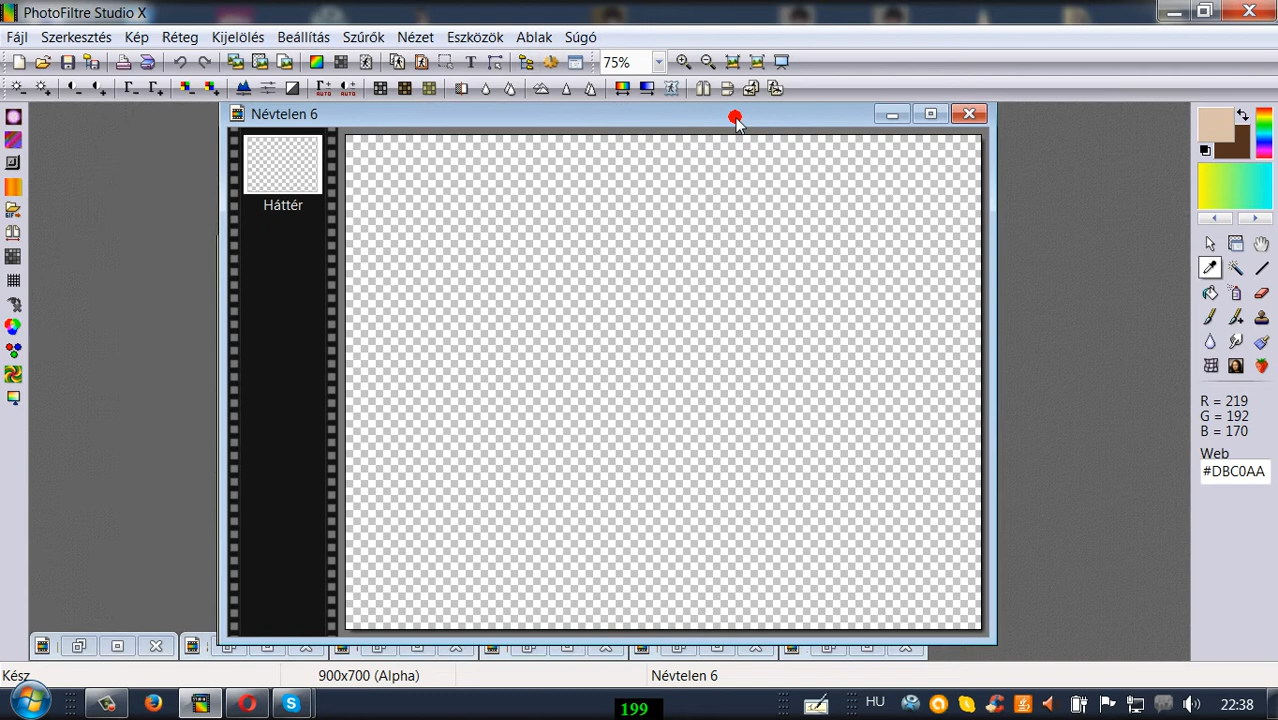 PhotoFiltre Studio X
Fájl Szerkesztés Kép Réteg Kijelölés Beállítás Szűrők Nézet Eszközök Ablak Súgó
75%
Névtelen 6
Háttér
R = 219
G = 192
B = 170
Web
#DBC0AA
Kész 900x700 (Alpha) Névtelen 6
199
HU 22:38